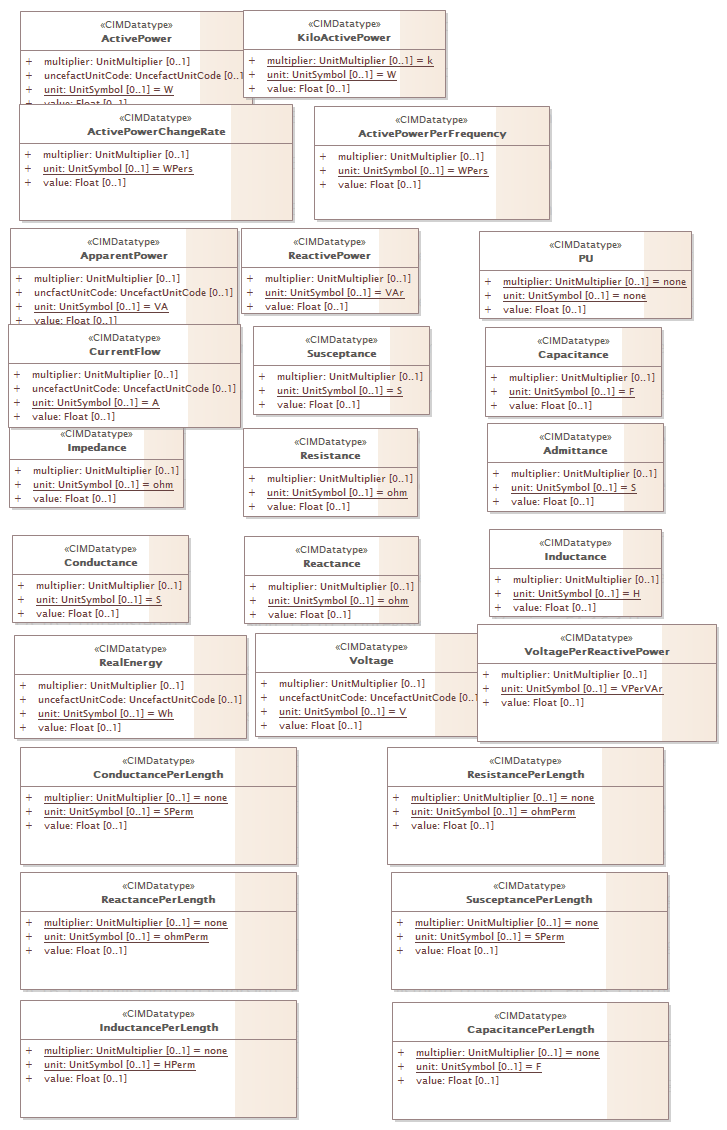 «CIMDatatype»
ActivePower
+ multiplier: UnitMultiplier [0..1]
+ uncefactUnitCode: UncefactUnitCode [0..1
+ unit: UnitSymbol [0..1] = W
+ value: Float [0..1]
«CIMDatatype»
KiloActivePower
+ multiplier: UnitMultiplier [0..1] = k
+ unit: UnitSymbol [0..1] = W
+ value: Float [0..1]
«CIMDatatype»
ActivePowerChangeRate
+ multiplier: UnitMultiplier [0..1]
+ unit: UnitSymbol [0..1] = WPers
+ value: Float [0..1]
«CIMDatatype»
ActivePowerPerFrequency
+ multiplier: UnitMultiplier [0..1]
+ unit: UnitSymbol [0..1] = WPers
+ value: Float [0..1]
«CIMDatatype»
ApparentPower
+ multiplier: UnitMultiplier [0..1]
+ uncfactUnitCode: UncefactUnitCode [0..1]
+ unit: UnitSymbol [0..1] = VA
+ value: Float [0..1]
«CIMDatatype»
ReactivePower
+ multiplier: UnitMultiplier [0..1]
+ unit: UnitSymbol [0..1] = VAr
+ value: Float [0..1]
«CIMDatatype»
PU
+ multiplier: UnitMultiplier [0..1] = none
+ unit: UnitSymbol [0..1] = none
+ value: Float [0..1]
«CIMDatatype»
CurrentFlow
+ multiplier: UnitMultiplier [0..1]
+ uncefactUnitCode: UncefactUnitCode [0..1]
+ unit: UnitSymbol [0..1] = A
+ value: Float [0..1]
«CIMDatatype»
Susceptance
+ multiplier: UnitMultiplier [0..1]
+ unit: UnitSymbol [0..1] = S
+ value: Float [0..1]
«CIMDatatype»
Capacitance
+ multiplier: UnitMultiplier [0..1]
+ unit: UnitSymbol [0..1] = F
+ value: Float [0..1]
«CIMDatatype»
Impedance
+ multiplier: UnitMultiplier [0..1]
+ unit: UnitSymbol [0..1] = ohm
+ value: Float [0..1]
«CIMDatatype»
Resistance
+ multiplier: UnitMultiplier [0..1]
+ unit: UnitSymbol [0..1] = ohm
+ value: Float [0..1]
«CIMDatatype»
Admittance
+ multiplier: UnitMultiplier [0..1]
+ unit: UnitSymbol [0..1] = S
+ value: Float [0..1]
«CIMDatatype»
Conductance
+ multiplier: UnitMultiplier [0..1]
+ unit: UnitSymbol [0..1] = S
+ value: Float [0..1]
«CIMDatatype»
Reactance
+ multiplier: UnitMultiplier [0..1]
+ unit: UnitSymbol [0..1] = ohm
+ value: Float [0..1]
«CIMDatatype»
Inductance
+ multiplier: UnitMultiplier [0..1]
+ unit: UnitSymbol [0..1] = H
+ value: Float [0..1]
«CIMDatatype»
RealEnergy
+ multiplier: UnitMultiplier [0..1]
+ uncefactUnitCode: UncefactUnitCode [0..1]
+ unit: UnitSymbol [0..1] = Wh
+ value: Float [0..1]
«CIMDatatype»
Voltage
+ multiplier: UnitMultiplier [0..1]
+ uncefactUnitCode: UncefactUnitCode [0..1
+ unit: UnitSymbol [0..1] = V
+ value: Float [0..1]
«CIMDatatype»
VoltagePerReactivePower
+ multiplier: UnitMultiplier [0..1]
+ unit: UnitSymbol [0..1] = VPerVAr
+ value: Float [0..1]
«CIMDatatype»
ConductancePerLength
+ multiplier: UnitMultiplier [0..1] = none
+ unit: UnitSymbol [0..1] = SPerm
+ value: Float [0..1]
«CIMDatatype»
ResistancePerLength
+ multiplier: UnitMultiplier [0..1] = none
+ unit: UnitSymbol [0..1] = ohmPerm
+ value: Float [0..1]
«CIMDatatype»
ReactancePerLength
+ multiplier: UnitMultiplier [0..1] = none
+ unit: UnitSymbol [0..1] = ohmPerm
+ value: Float [0..1]
«CIMDatatype»
SusceptancePerLength
+ multiplier: UnitMultiplier [0..1] = none
+ unit: UnitSymbol [0..1] = SPerm
+ value: Float [0..1]
«CIMDatatype»
InductancePerLength
+ multiplier: UnitMultiplier [0..1] = none
+ unit: UnitSymbol [0..1] = HPerm
+ value: Float [0..1]
«CIMDatatype»
CapacitancePerLength
+ multiplier: UnitMultiplier [0..1] = none
+ unit: UnitSymbol [0..1] = F
+ value: Float [0..1]